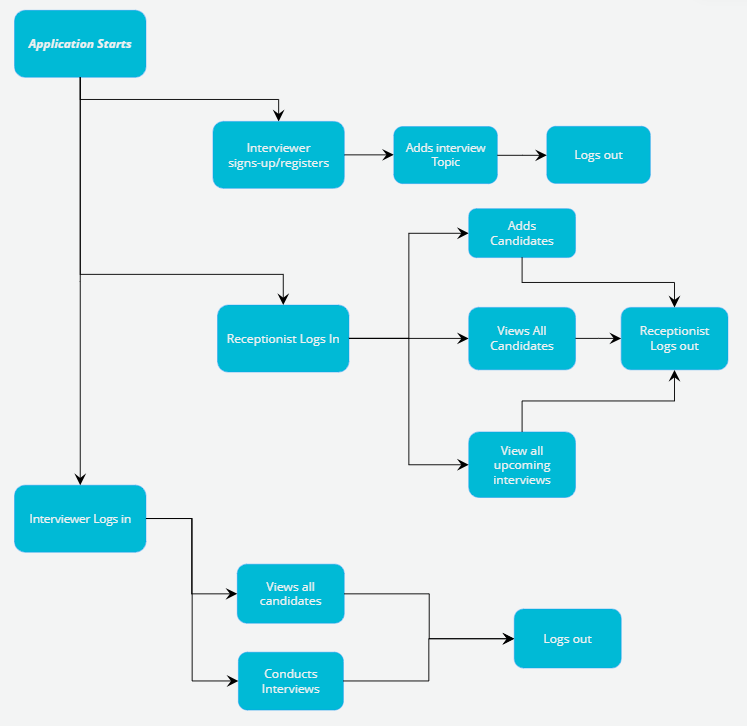 Application Starts
Interviewer
signs-up/registers
Adds interview
Topic
Logs out
Adds
Candidates
Receptionist Logs In
Views All
Candidates
Receptionist
Logs out
View all
upcoming
interviews
Interviewer Logs in
Views all
candidates
Logs out
Conducts
Interviews